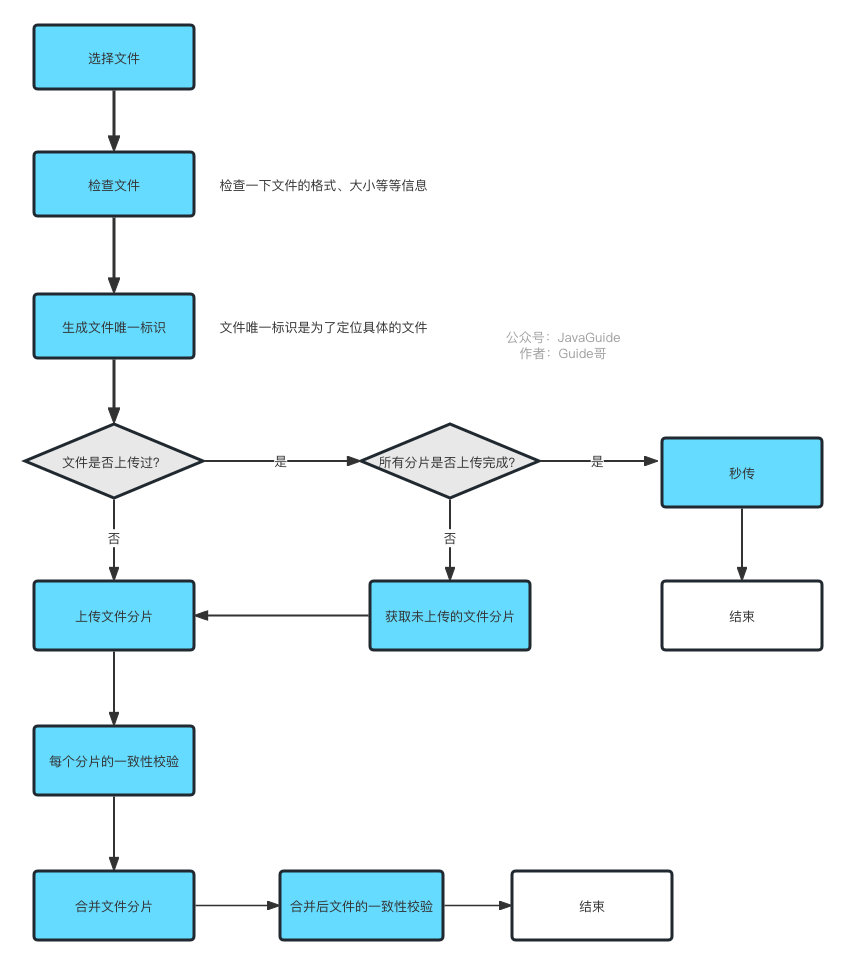 选择文件
检查文件
检查一下文件的格式、大小等等信息
生成文件唯一标识
文件唯一标识是为了定位具体的文件
公众号：JavaGuide
作者：Guide哥
文件是否上传过?
是
所有分片是否上传完成?
是
秒传
否
否
上传文件分片
获取未上传的文件分片
结束
每个分片的一致性校验
合并文件分片
合并后文件的一致性校验
结束